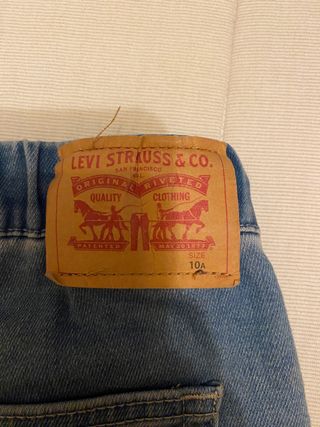 LEVI STRAUSS & CO.
SAN FRANCISCO
CAL.
ORIGINAL RIVETED
QUALITY CLOTHING
PATENTED MAY 20 1873
SIZE
10A